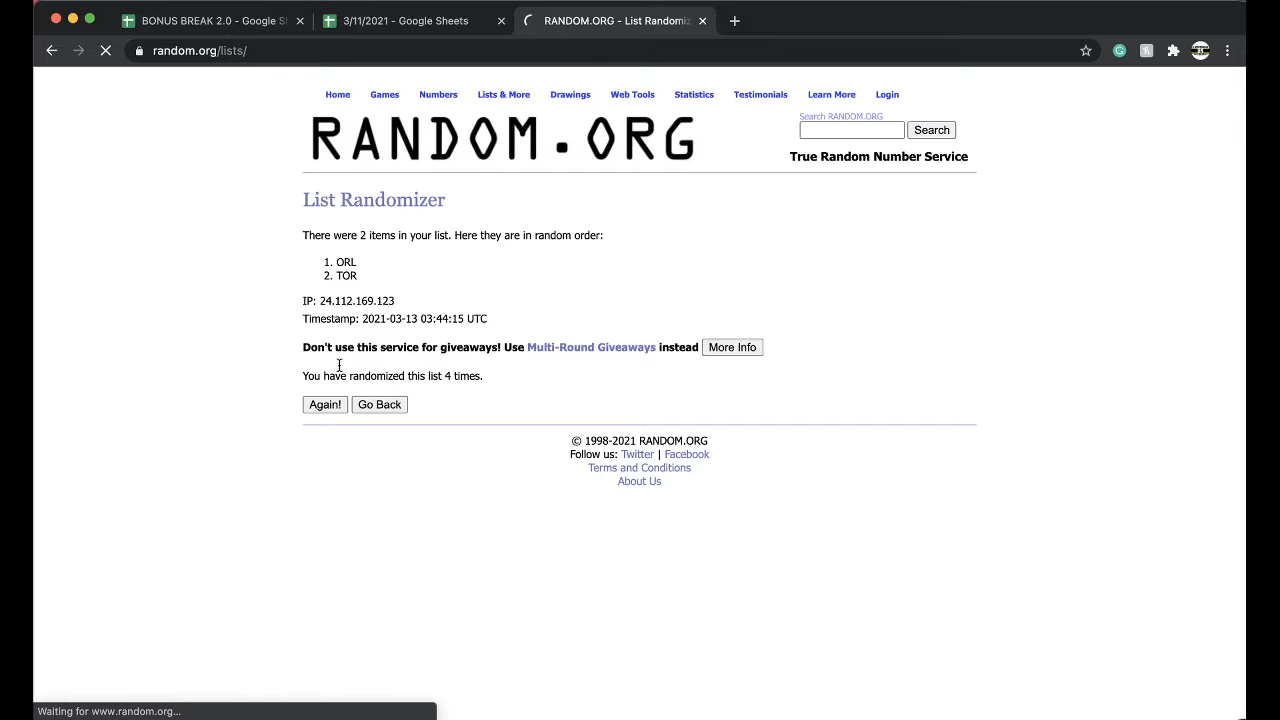 BONUS BREAK 2.0 - Google S
3/11/2021 - Google Sheets
RANDOM.ORG - List Randomiz
random.org/lists/
Home Games Numbers Lists & More Drawings Web Tools Statistics Testimonials Learn More Login
RANDOM.ORG
Search RANDOM.ORG
Search
True Random Number Service
List Randomizer
There were 2 items in your list. Here they are in random order:
1. ORL
2. TOR
IP: 24.112.169.123
Timestamp: 2021-03-13 03:44:15 UTC
Don't use this service for giveaways! Use Multi-Round Giveaways instead More Info
You have randomized this list 4 times.
Again! Go Back
© 1998-2021 RANDOM.ORG
Follow us: Twitter | Facebook
Terms and Conditions
About Us
Waiting for www.random.org...